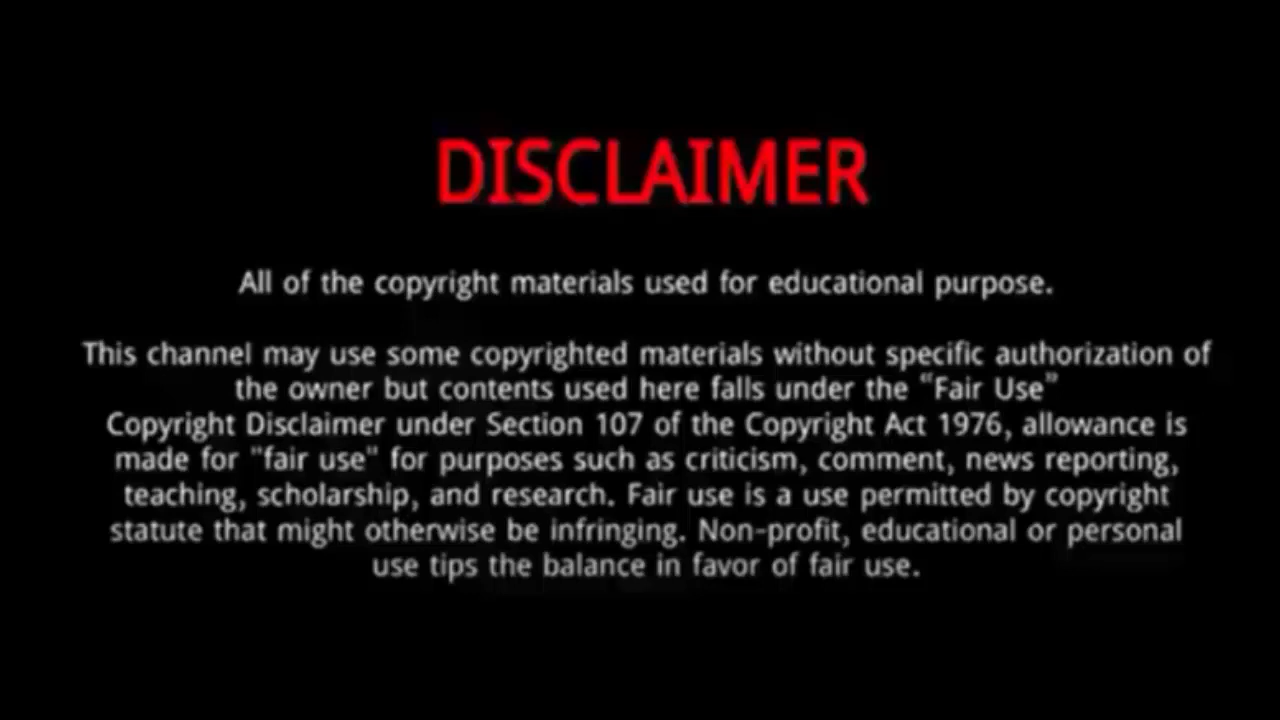 DISCLAIMER
All of the copyright materials used for educational purpose.
This channel may use some copyrighted materials without specific authorization of
the owner but contents used here falls under the “Fair Use”
Copyright Disclaimer under Section 107 of the Copyright Act 1976, allowance is
made for "fair use" for purposes such as criticism, comment, news reporting,
teaching, scholarship, and research. Fair use is a use permitted by copyright
statute that might otherwise be infringing. Non-profit, educational or personal
use tips the balance in favor of fair use.